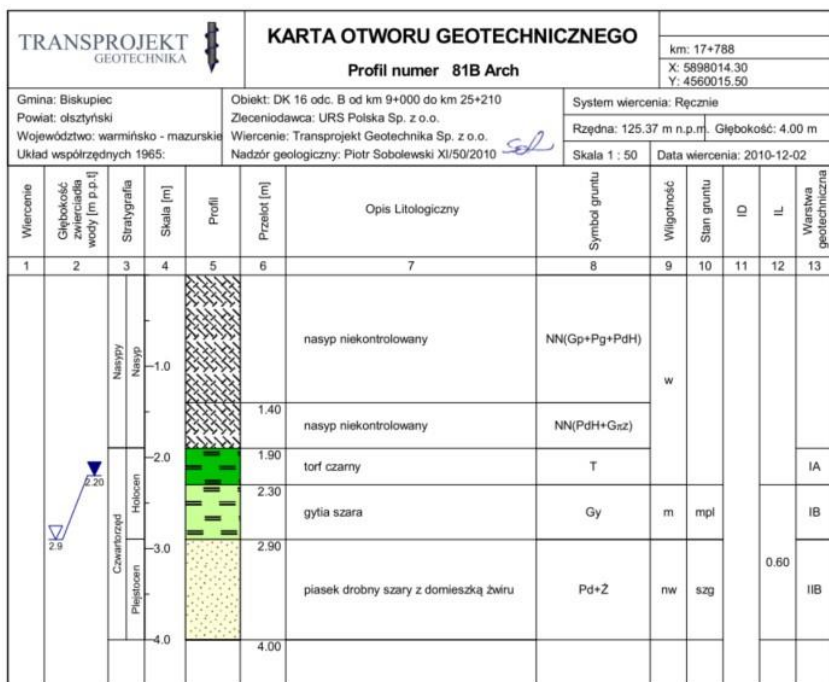 TRANSPROJEKT
GEOTECHNIKA
KARTA OTWORU GEOTECHNICZNEGO
Profil numer 81B Arch
km: 17+788
X: 5898014.30
Y: 4560015.50
Gmina: Biskupiec
Powiat: olsztyński
Województwo: warmińsko - mazurskie
Układ współrzędnych 1965:
Obiekt: DK 16 odc. B od km 9+000 do km 25+210
Zleceniodawca: URS Polska Sp. z o.o.
Wiercenie: Transprojekt Geotechnika Sp. z o.o.
Nadzór geologiczny: Piotr Sobolewski XI/50/2010
System wiercenia: Ręcznie
Rzędna: 125.37 m n.p.m. Głębokość: 4.00 m
Skala 1 : 50 Data wiercenia: 2010-12-02
Wiercenie
Głębokość
zwierciadła
wody [m p.p.t]
Stratygrafia
Skala [m]
Profil
Przelot [m]
Opis Litologiczny
Symbol gruntu
Wilgotność
Stan gruntu
ID
IL
Warstwa
geotechniczna
1 2 3 4 5 6 7 8 9 10 11 12 13
Nasypy
Nasyp
-1.0
nasyp niekontrolowany
NN(Gp+Pg+PdH)
w
1.40
nasyp niekontrolowany
NN(PdH+Gπz)
1.90
-2.0
torf czarny
T
IA
2.20
2.30
Czwartorzęd
Holocen
gytia szara
Gy
m
mpl
IB
2.9
2.90
-3.0
Plejstocen
piasek drobny szary z domieszką żwiru
Pd+Ż
nw
szg
0.60
IIB
-4.0
4.00